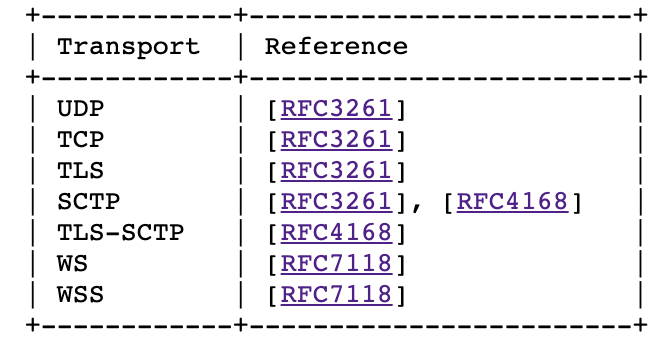 +------------+--------------------------+
| Transport  | Reference                |
+------------+--------------------------+
| UDP        | [RFC3261]                |
| TCP        | [RFC3261]                |
| TLS        | [RFC3261]                |
| SCTP       | [RFC3261], [RFC4168]     |
| TLS-SCTP   | [RFC4168]                |
| WS         | [RFC7118]                |
| WSS        | [RFC7118]                |
+------------+--------------------------+